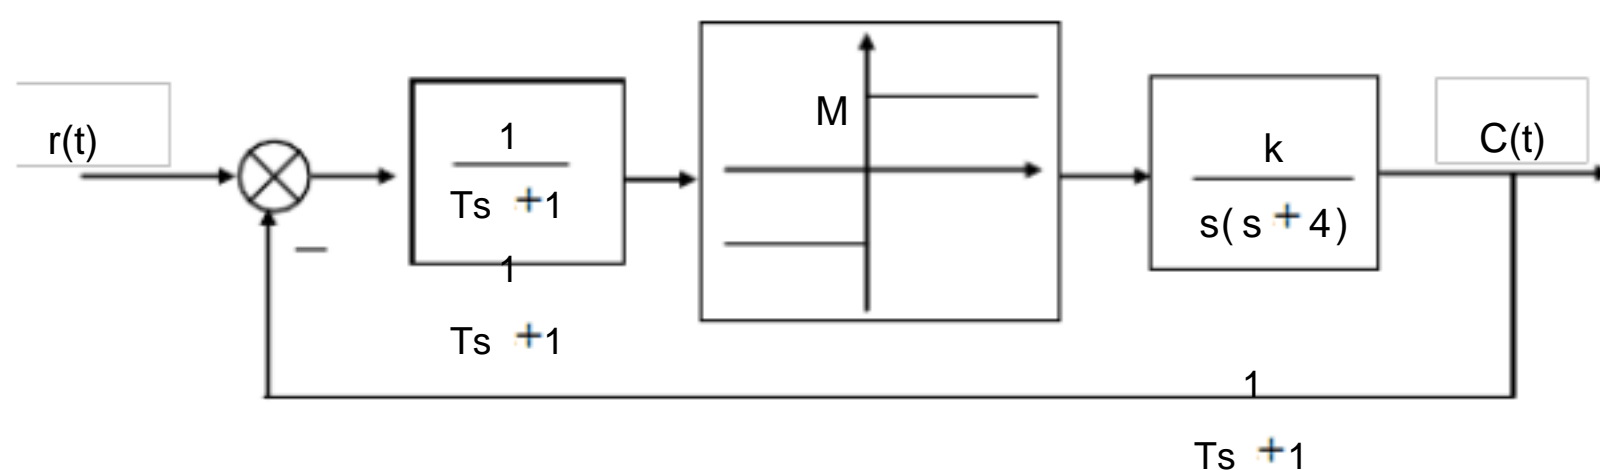 r(t)
1
Ts +1
1
Ts +1
M
k
s( s + 4)
C(t)
−
1
Ts +1